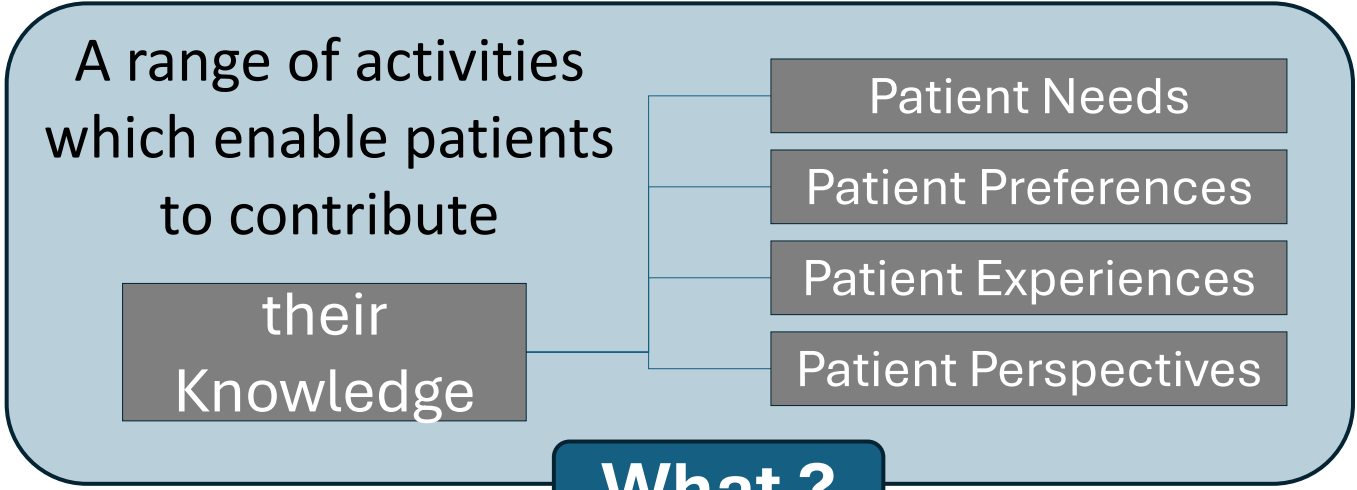 A range of activities
which enable patients
to contribute
their
Knowledge
Patient Needs
Patient Preferences
Patient Experiences
Patient Perspectives
What ?